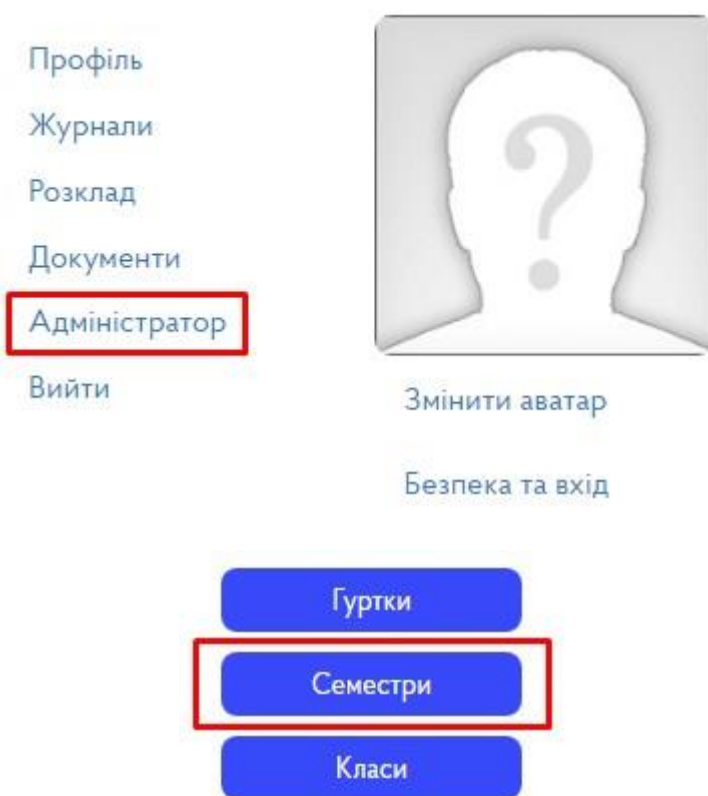 Профіль
Журнали
Розклад
Документи
Адміністратор
Вийти
?
Змінити аватар
Безпека та вхід
Гуртки
Семестри
Класи